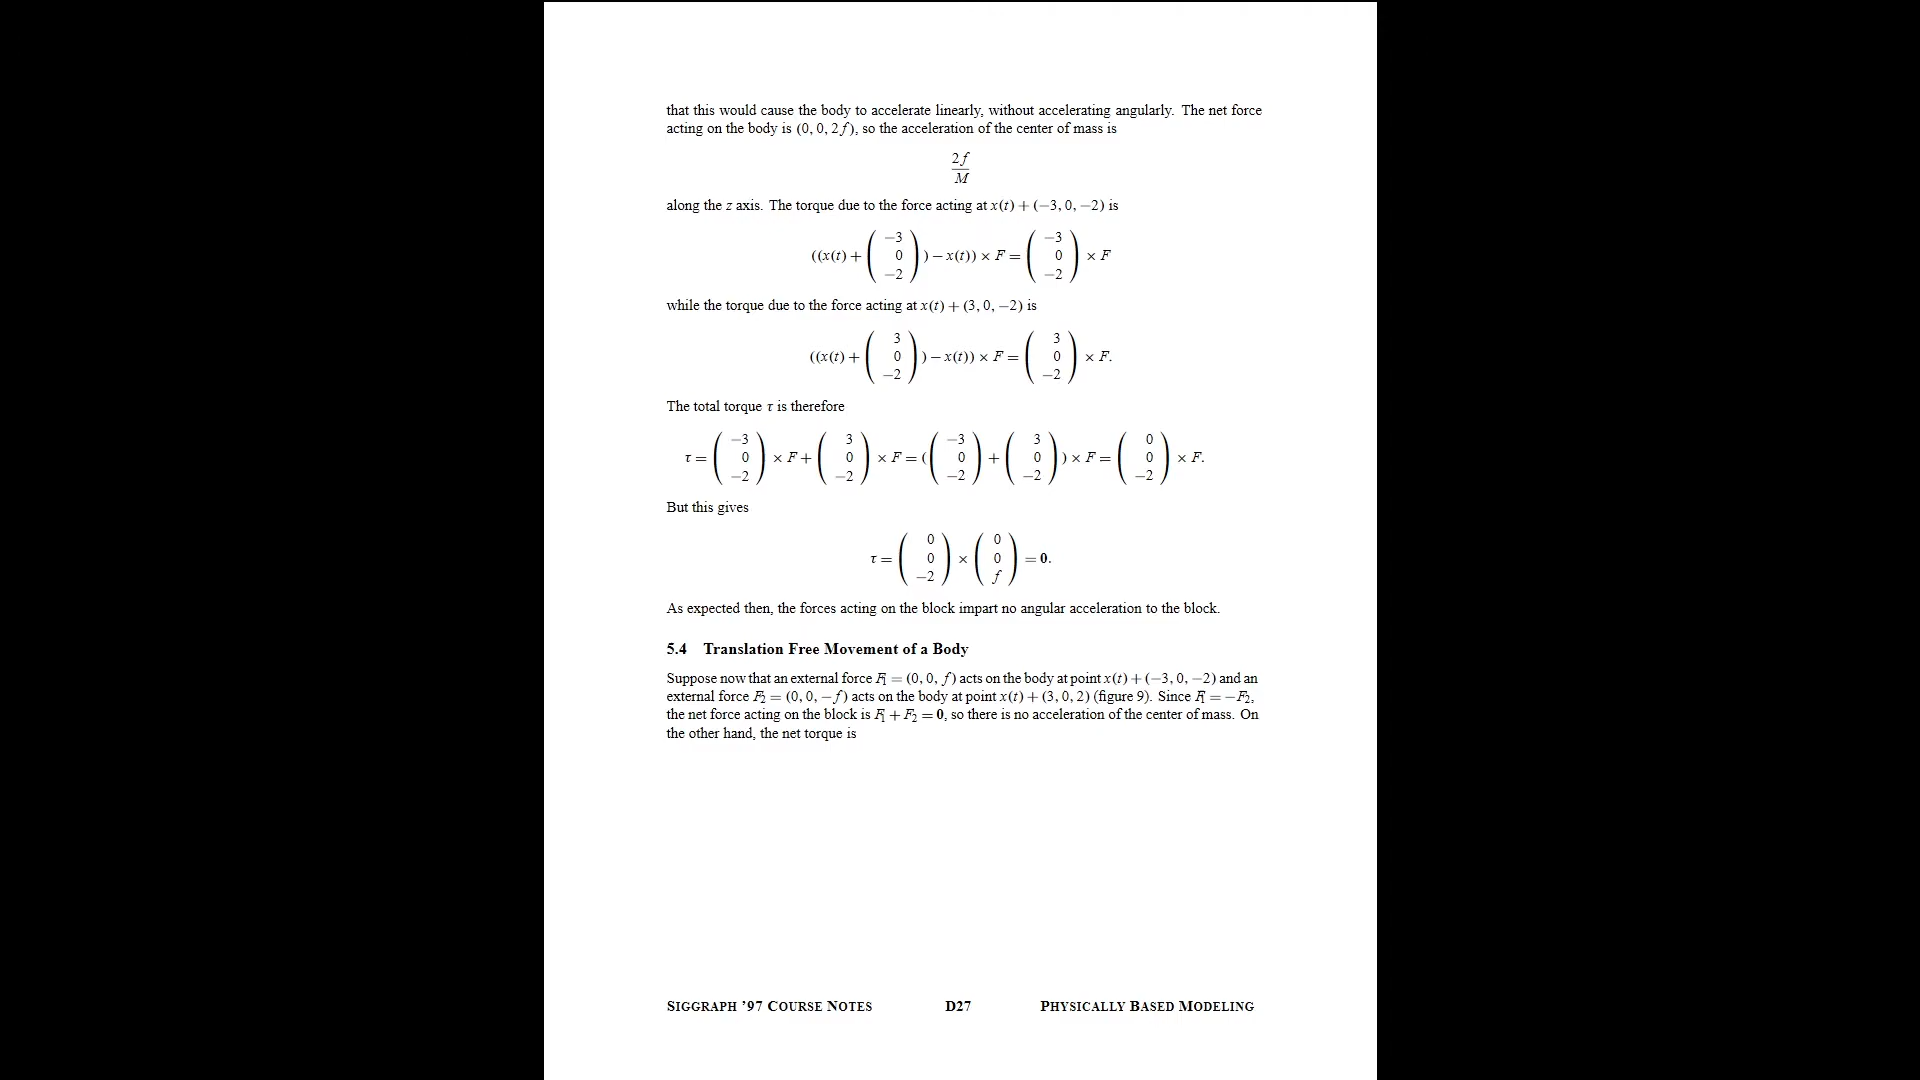 that this would cause the body to accelerate linearly, without accelerating angularly. The net force
acting on the body is (0, 0, 2f), so the acceleration of the center of mass is
2f
M
along the z axis. The torque due to the force acting at x(t) + (−3, 0, −2) is
((x(t) + ( −3 0 −2 ) ) − x(t)) × F = ( −3 0 −2 ) × F
while the torque due to the force acting at x(t) + (3, 0, −2) is
((x(t) + ( 3 0 −2 ) ) − x(t)) × F = ( 3 0 −2 ) × F.
The total torque τ is therefore
τ = ( −3 0 −2 ) × F + ( 3 0 −2 ) × F = ( ( −3 0 −2 ) + ( 3 0 −2 ) ) × F = ( 0 0 −2 ) × F.
But this gives
τ = ( 0 0 −2 ) × ( 0 0 f ) = 0.
As expected then, the forces acting on the block impart no angular acceleration to the block.
5.4 Translation Free Movement of a Body
Suppose now that an external force F₁ = (0, 0, f) acts on the body at point x(t) + (−3, 0, −2) and an
external force F₂ = (0, 0, −f) acts on the body at point x(t) + (3, 0, 2) (figure 9). Since F₁ = −F₂,
the net force acting on the block is F₁ + F₂ = 0, so there is no acceleration of the center of mass. On
the other hand, the net torque is
SIGGRAPH ’97 COURSE NOTES D27 PHYSICALLY BASED MODELING